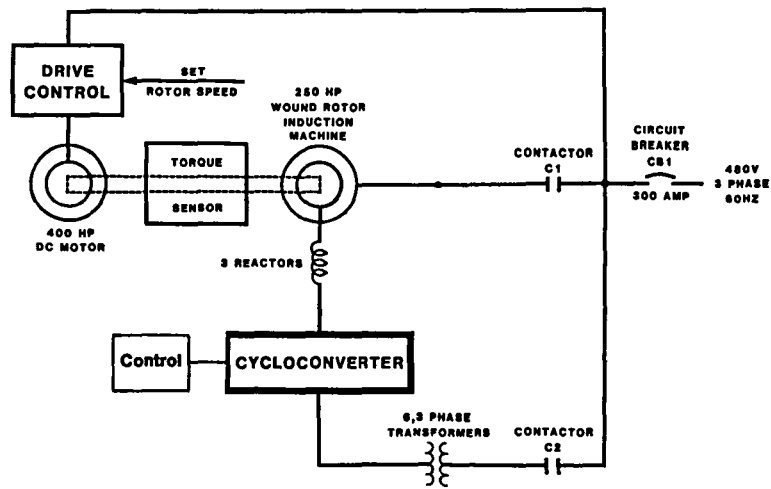 DRIVE
CONTROL
SET
ROTOR SPEED
250 HP
WOUND ROTOR
INDUCTION
MACHINE
TORQUE
SENSOR
400 HP
DC MOTOR
CONTACTOR
C1
CIRCUIT
BREAKER
CB1
300 AMP
480V
3 PHASE
60HZ
3 REACTORS
Control
CYCLOCONVERTER
6,3 PHASE
TRANSFORMERS
CONTACTOR
C2